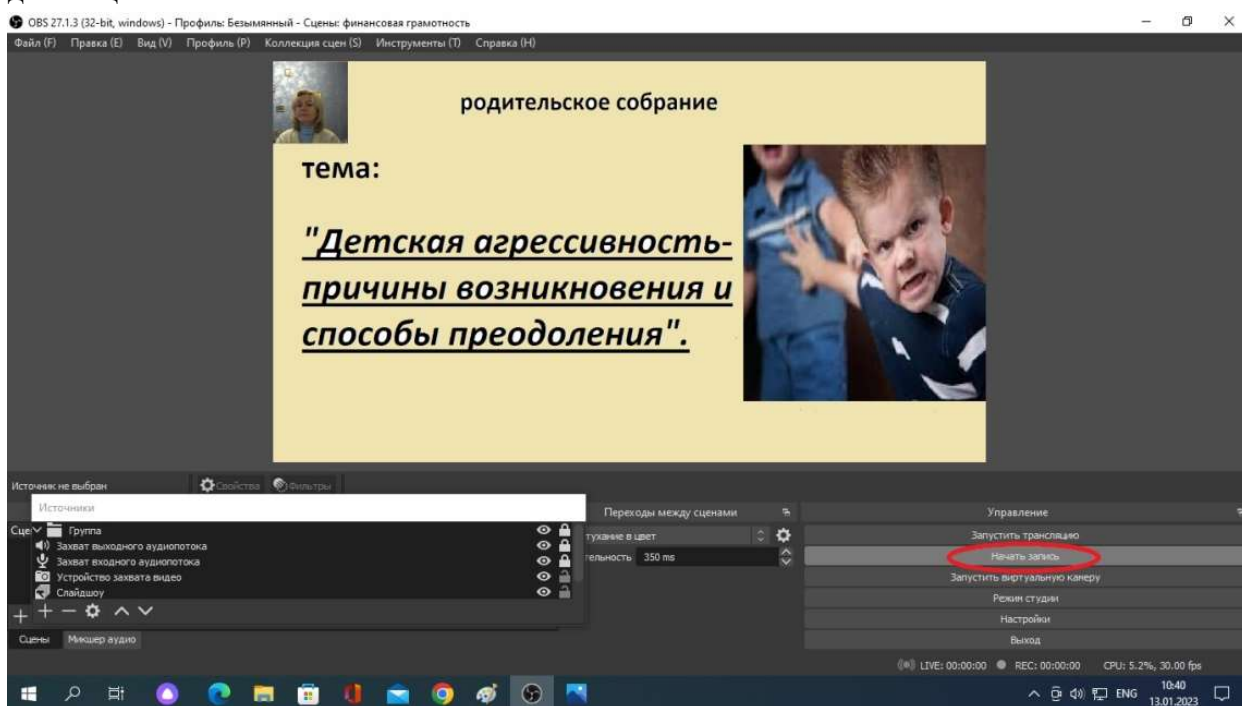 OBS 27.1.3 (32-bit, windows) - Профиль: Безымянный - Сцены: финансовая грамотность
Файл (F) Правка (E) Вид (V) Профиль (P) Коллекция сцен (S) Инструменты (T) Справка (H)
родительское собрание
тема:
"Детская агрессивность-
причины возникновения и
способы преодоления".
Источник не выбран Свойства Фильтры
Источники
Группа
Захват выходного аудиопотока
Захват входного аудиопотока
Устройство захвата видео
Слайдшоу
Сцены Микшер аудио
Переходы между сценами
тухание в цвет
тельность 350 ms
Управление
Запустить трансляцию
Начать запись
Запустить виртуальную камеру
Режим студии
Настройки
Выход
LIVE: 00:00:00 REC: 00:00:00 CPU: 5.2%, 30.00 fps
ENG 10:40
13.01.2023